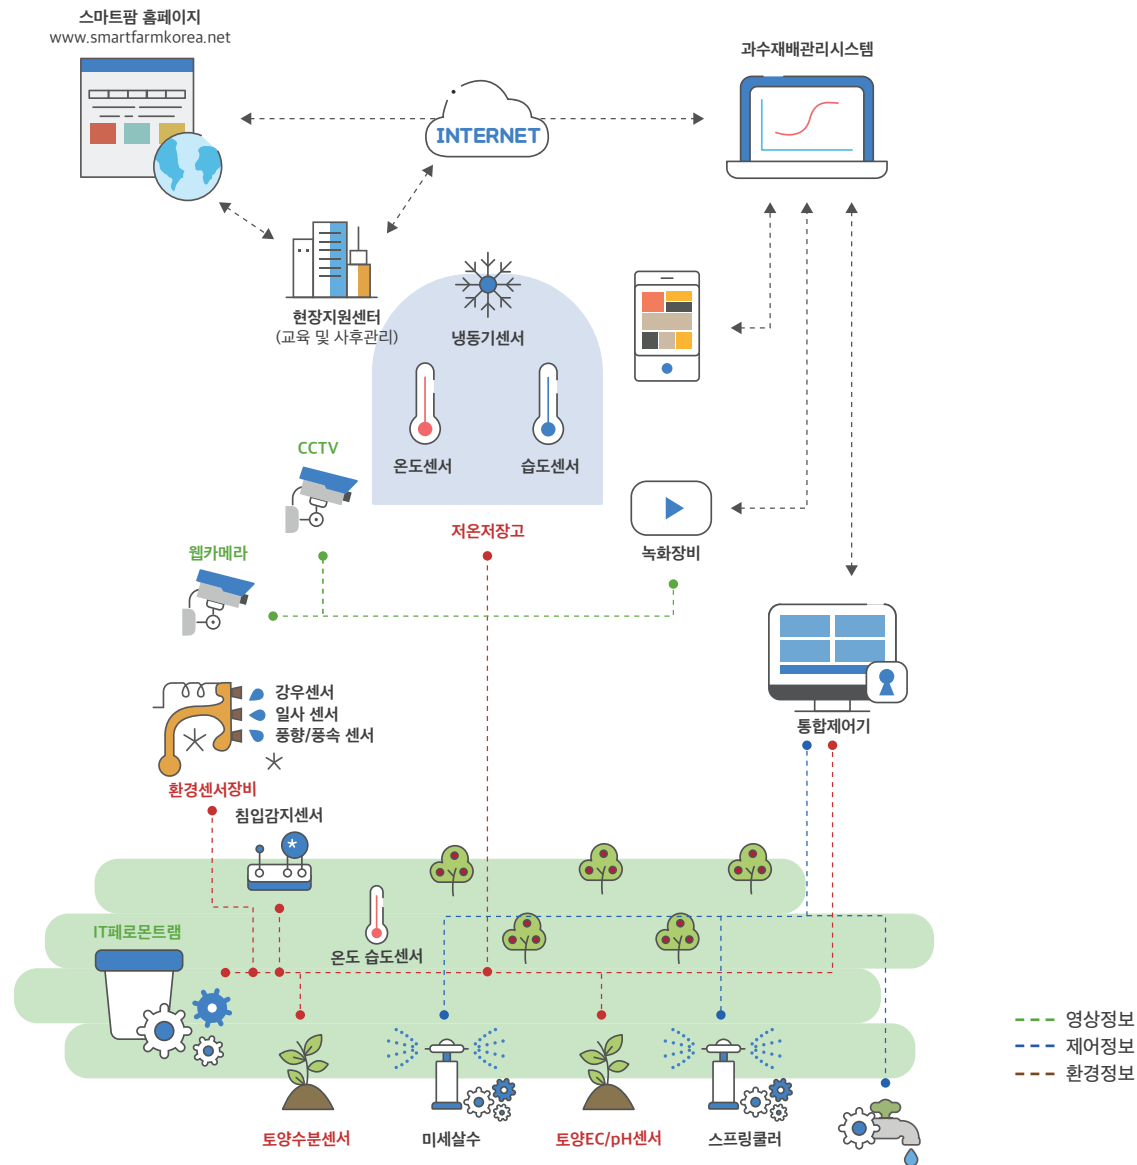 스마트팜 홈페이지
www.smartfarmkorea.net
과수재배관리시스템
INTERNET
현장지원센터
(교육 및 사후관리)
냉동기센서
온도센서
습도센서
CCTV
저온저장고
녹화장비
웹카메라
강우센서
일사 센서
풍향/풍속 센서
통합제어기
환경센서장비
침입감지센서
IT페로몬트램
온도 습도센서
영상정보
제어정보
환경정보
토양수분센서
미세살수
토양EC/pH센서
스프링쿨러